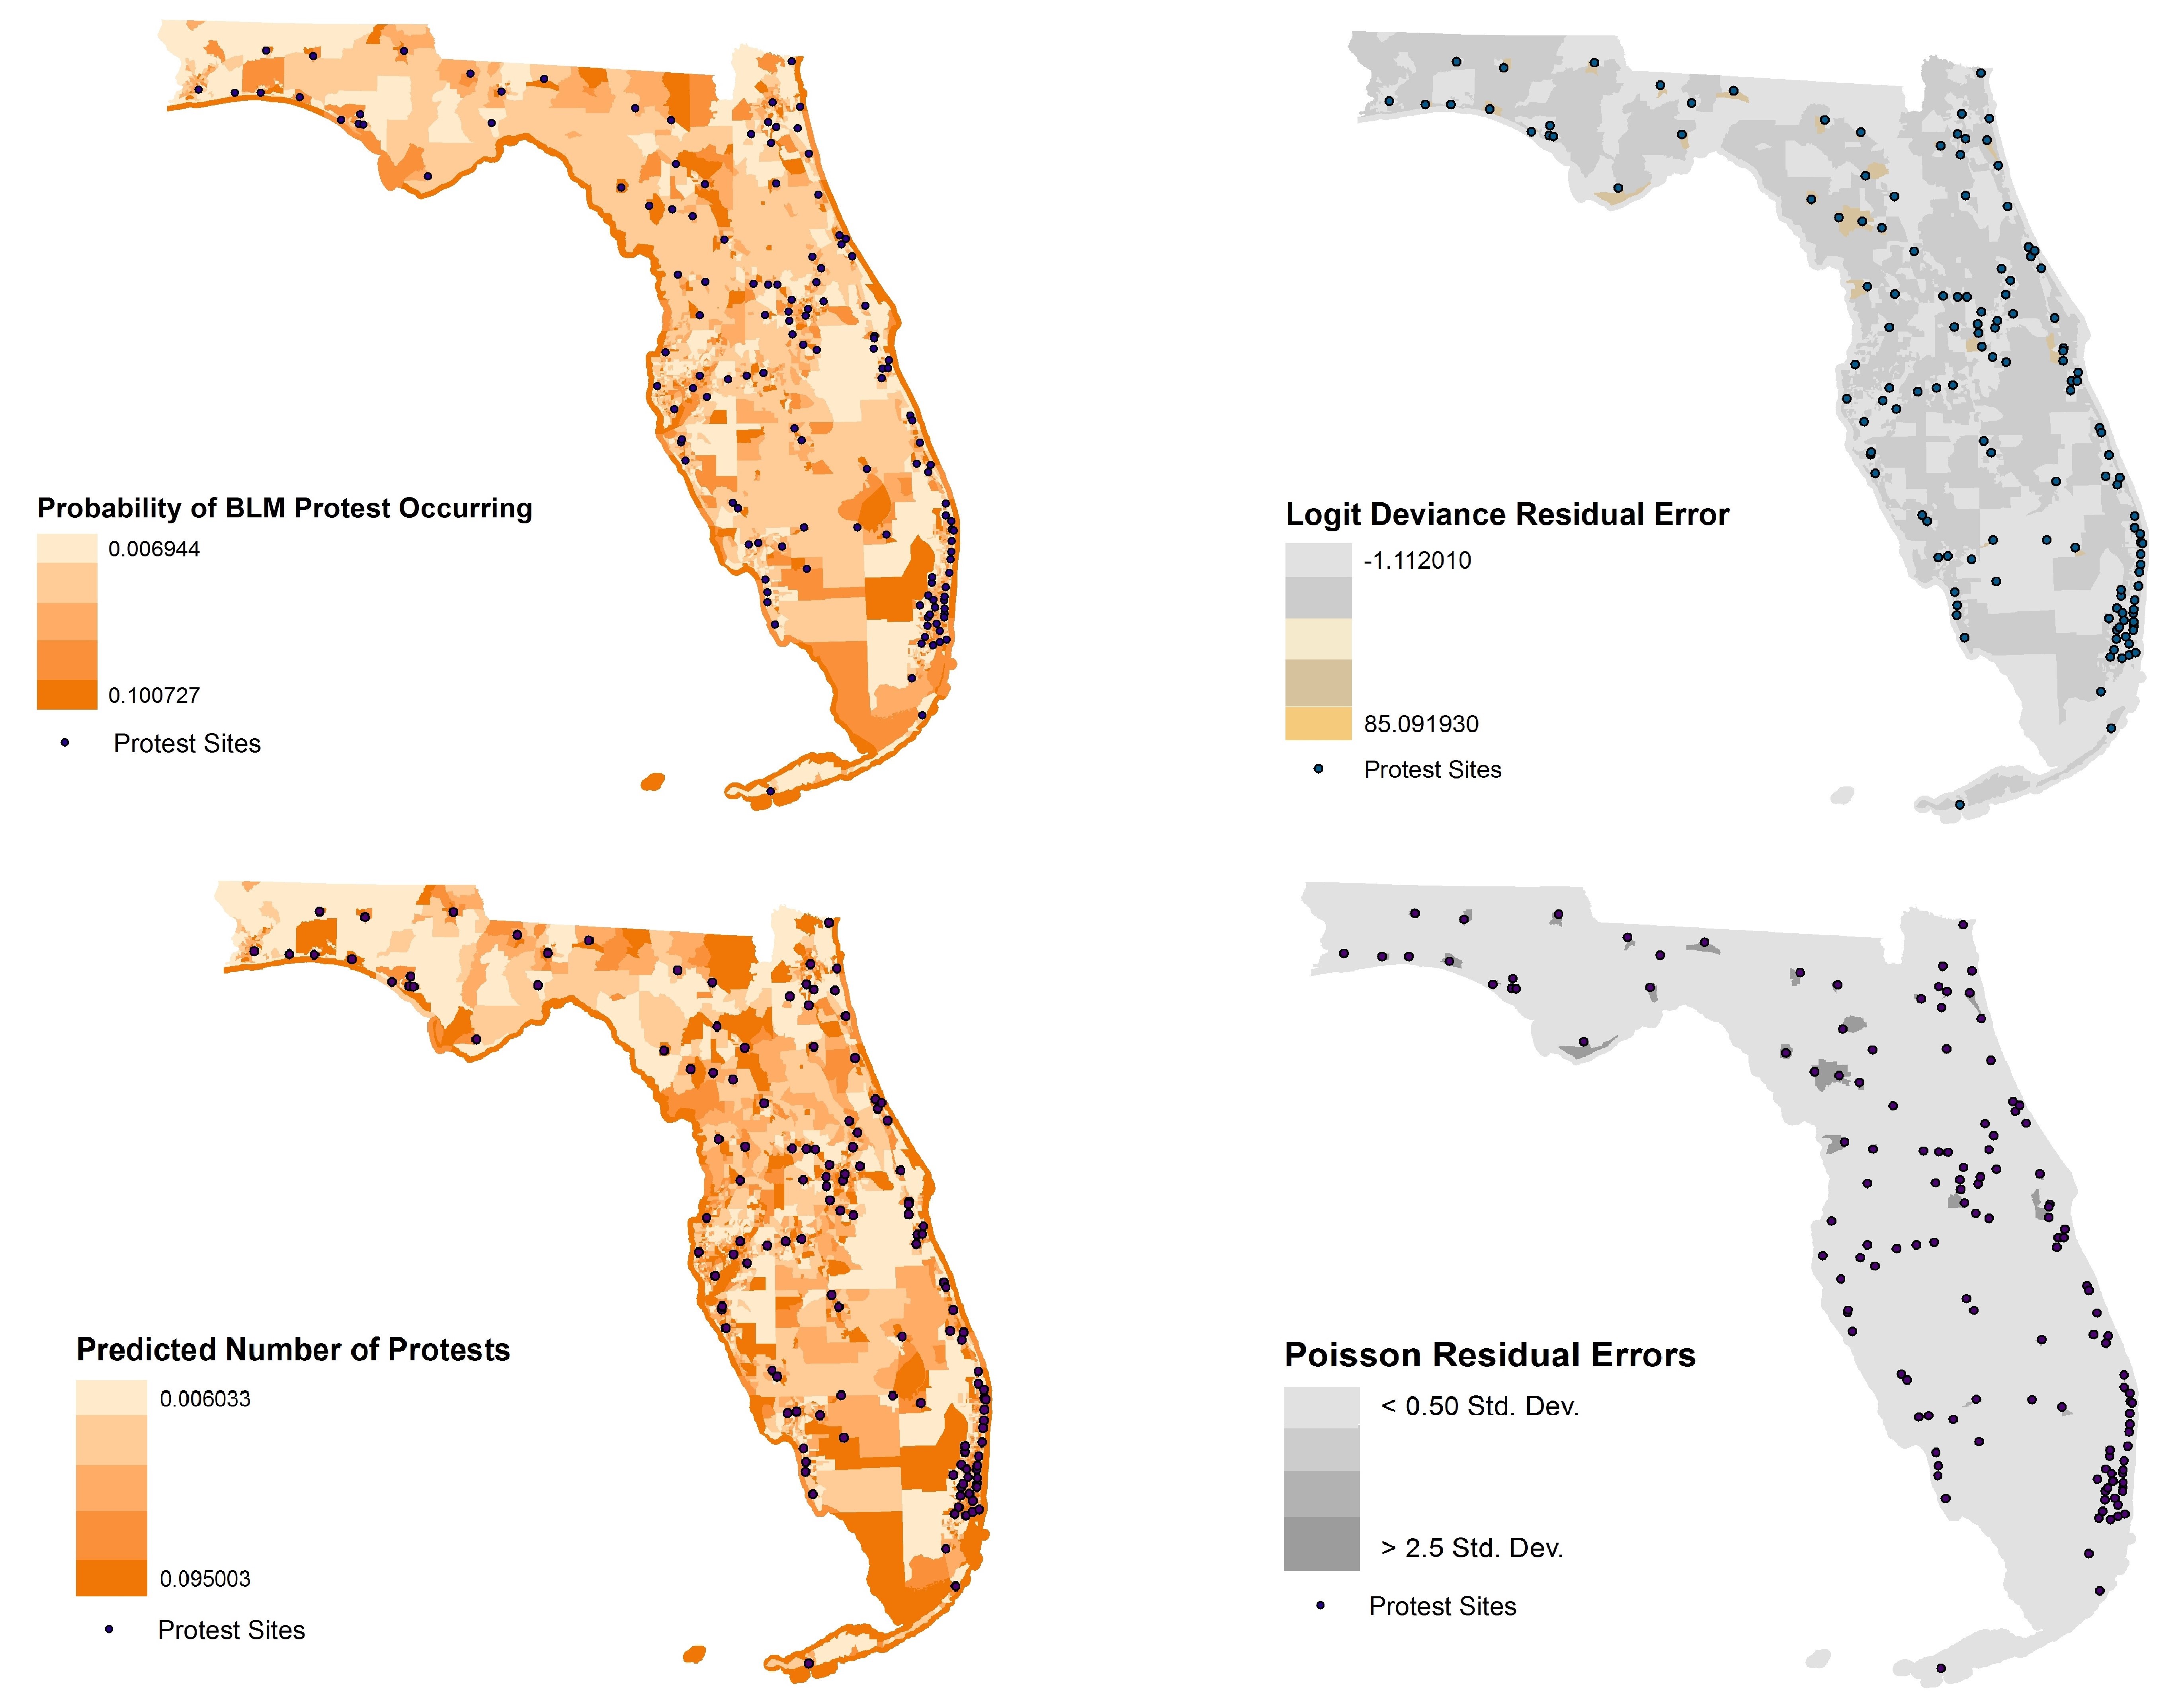 Probability of BLM Protest Occurring
0.006944
0.100727
Protest Sites
Logit Deviance Residual Error
-1.112010
85.091930
Protest Sites
Predicted Number of Protests
0.006033
0.095003
Protest Sites
Poisson Residual Errors
< 0.50 Std. Dev.
> 2.5 Std. Dev.
Protest Sites